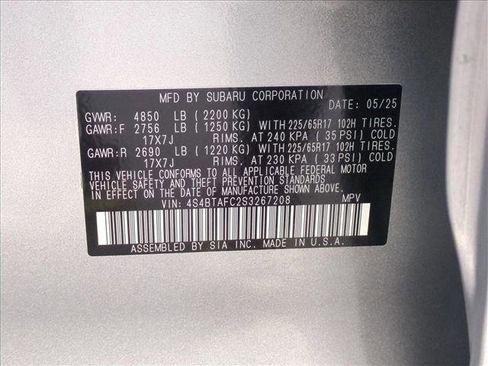 MFD BY SUBARU CORPORATION
DATE: 05/25
GVWR: 4850 LB (2200 KG)
GAWR:F 2756 LB (1250 KG) WITH 225/65R17 102H TIRES.
17X7J RIMS. AT 240 KPA (35 PSI) COLD
GAWR:R 2690 LB (1220 KG) WITH 225/65R17 102H TIRES.
17X7J RIMS. AT 230 KPA (33 PSI) COLD
THIS VEHICLE CONFORMS TO ALL APPLICABLE FEDERAL MOTOR
VEHICLE SAFETY AND THEFT PREVENTION STANDARDS
IN EFFECT ON THE DATE OF MANUFACTURE SHOWN ABOVE.
VIN: 4S4BTAFC2S3267208 MPV
ASSEMBLED BY SIA INC. MADE IN U.S.A.